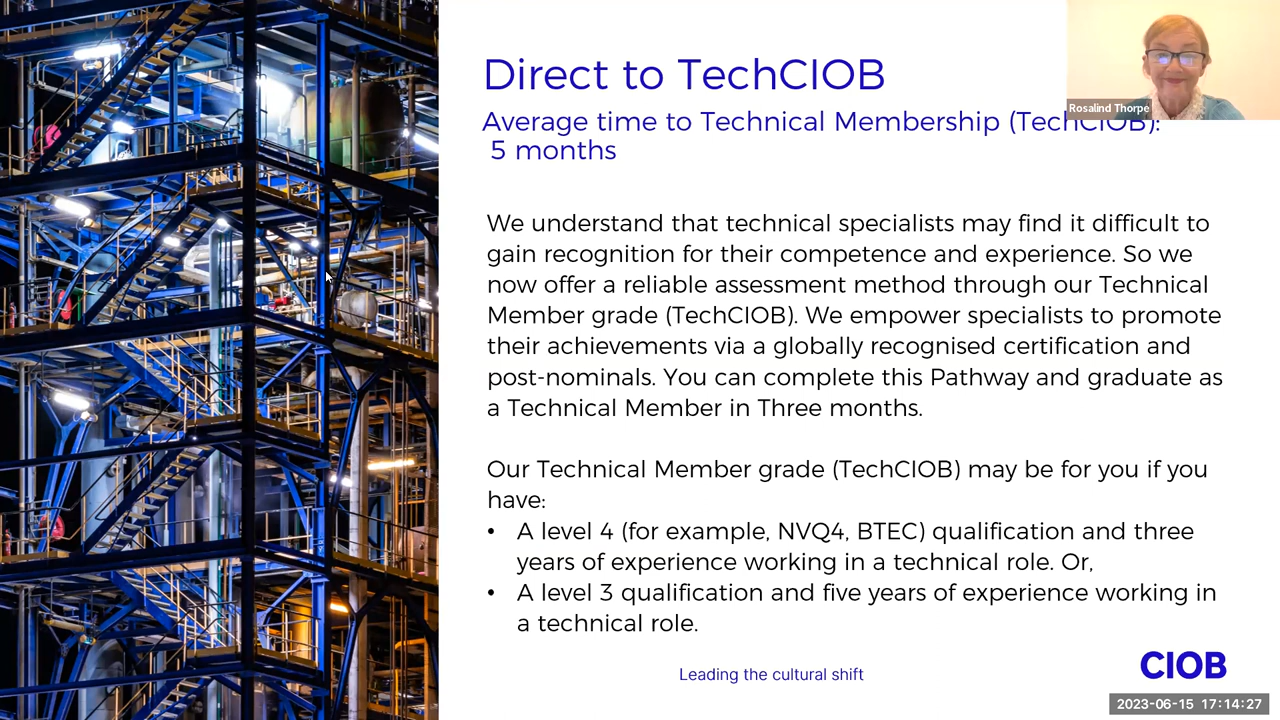 Direct to TechCIOB
Rosalind Thorpe
Average time to Technical Membership (TechCIOB):
5 months
We understand that technical specialists may find it difficult to
gain recognition for their competence and experience. So we
now offer a reliable assessment method through our Technical
Member grade (TechCIOB). We empower specialists to promote
their achievements via a globally recognised certification and
post-nominals. You can complete this Pathway and graduate as
a Technical Member in Three months.
Our Technical Member grade (TechCIOB) may be for you if you
have:
• A level 4 (for example, NVQ4, BTEC) qualification and three
years of experience working in a technical role. Or,
• A level 3 qualification and five years of experience working in
a technical role.
Leading the cultural shift
CIOB
2023-06-15 17:14:27